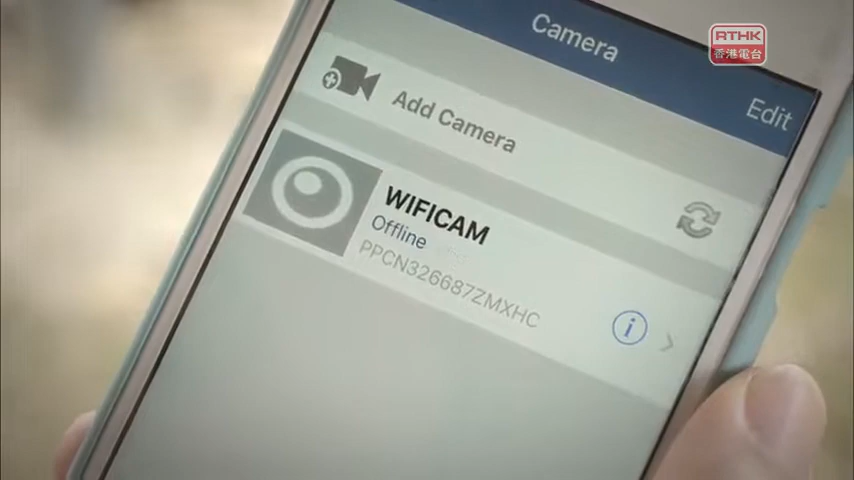 RTHK
香港電台
Camera
Edit
Add Camera
WIFICAM
Offline
PPCN326687ZMXHC